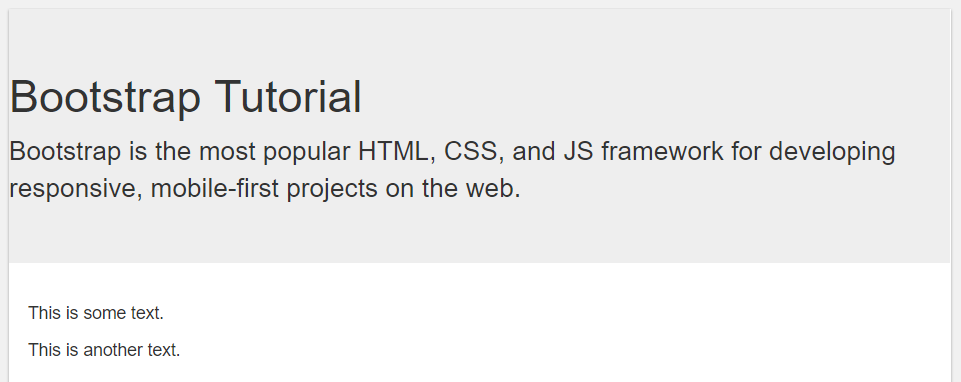 Bootstrap Tutorial
Bootstrap is the most popular HTML, CSS, and JS framework for developing
responsive, mobile-first projects on the web.
This is some text.
This is another text.